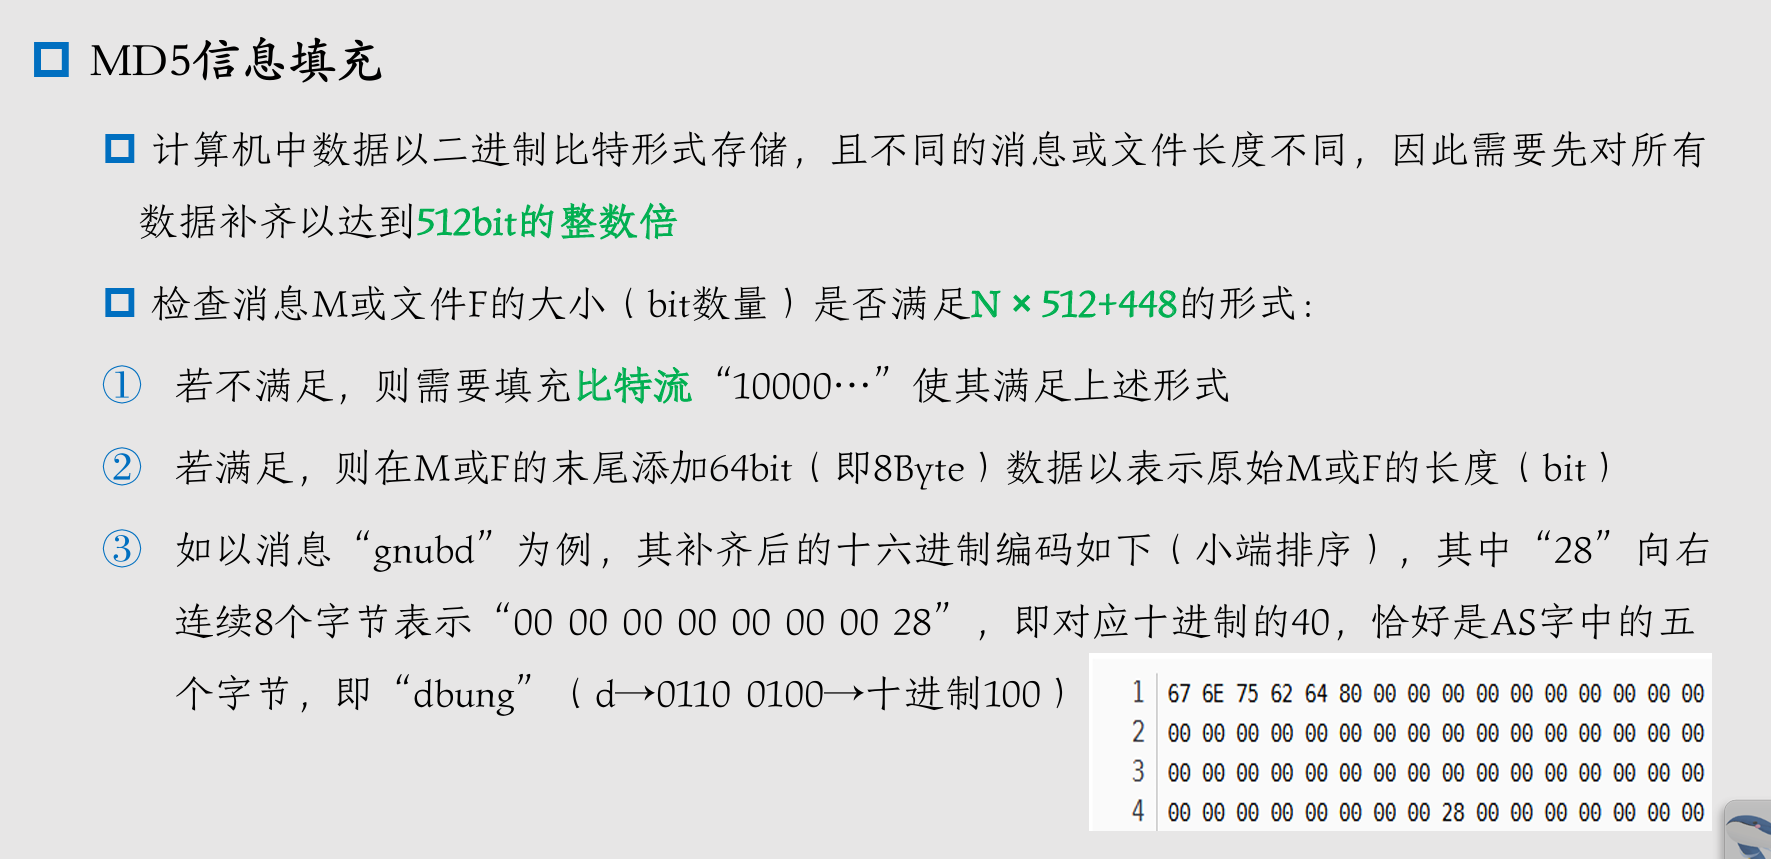 MD5信息填充
计算机中数据以二进制比特形式存储，且不同的消息或文件长度不同，因此需要先对所有
数据补齐以达到512bit的整数倍
检查消息M或文件F的大小（bit数量）是否满足N × 512+448的形式：
① 若不满足，则需要填充比特流“10000…”使其满足上述形式
② 若满足，则在M或F的末尾添加64bit（即8Byte）数据以表示原始M或F的长度（bit）
③ 如以消息“gnubd”为例，其补齐后的十六进制编码如下（小端排序），其中“28”向右
连续8个字节表示“00 00 00 00 00 00 00 28”，即对应十进制的40，恰好是AS字中的五
个字节，即“dbung”（d→0110 0100→十进制100）
1 67 6E 75 62 64 80 00 00 00 00 00 00 00 00 00 00
2 00 00 00 00 00 00 00 00 00 00 00 00 00 00 00 00
3 00 00 00 00 00 00 00 00 00 00 00 00 00 00 00 00
4 00 00 00 00 00 00 00 00 28 00 00 00 00 00 00 00